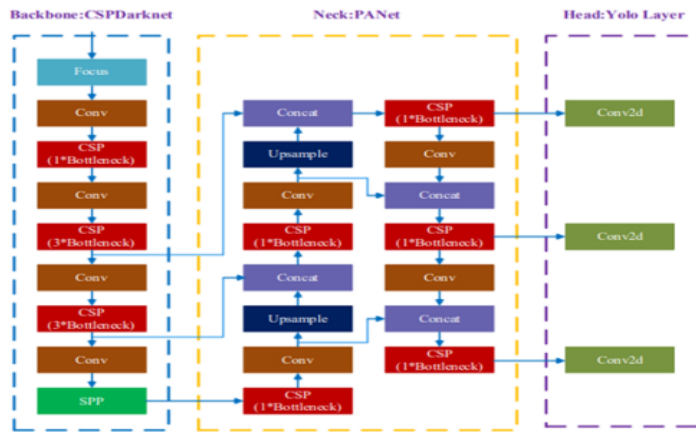 Backbone:CSPDarknet
Neck:PANet
Head:Yolo Layer
Focus
Conv
CSP
(1*Bottleneck)
Conv
CSP
(3*Bottleneck)
Conv
CSP
(3*Bottleneck)
Conv
SPP
Concat
Upsample
Conv
CSP
(1*Bottleneck)
Concat
Upsample
Conv
CSP
(1*Bottleneck)
CSP
(1*Bottleneck)
Conv
Concat
CSP
(1*Bottleneck)
Conv
Concat
CSP
(1*Bottleneck)
Conv2d
Conv2d
Conv2d